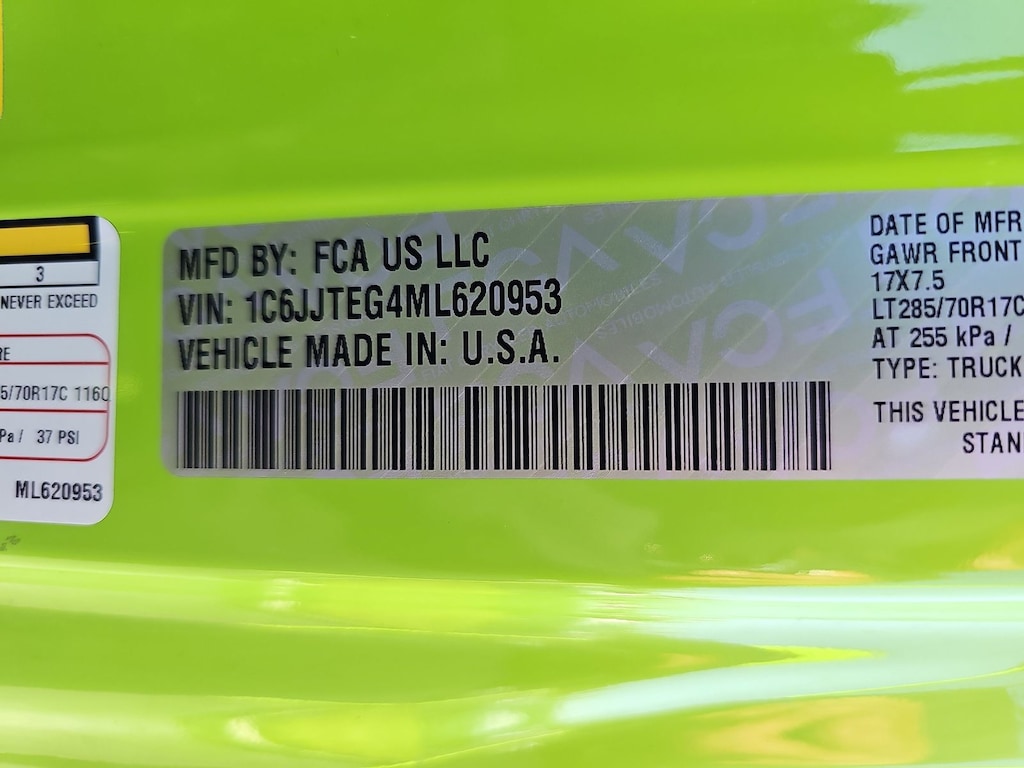 3
NEVER EXCEED
RE
5/70R17C 116Q
Pa / 37 PSI
ML620953
MFD BY: FCA US LLC
VIN: 1C6JJTEG4ML620953
VEHICLE MADE IN: U.S.A.
DATE OF MFR
GAWR FRONT
17X7.5
LT285/70R17C
AT 255 kPa /
TYPE: TRUCK
THIS VEHICLE
STAN